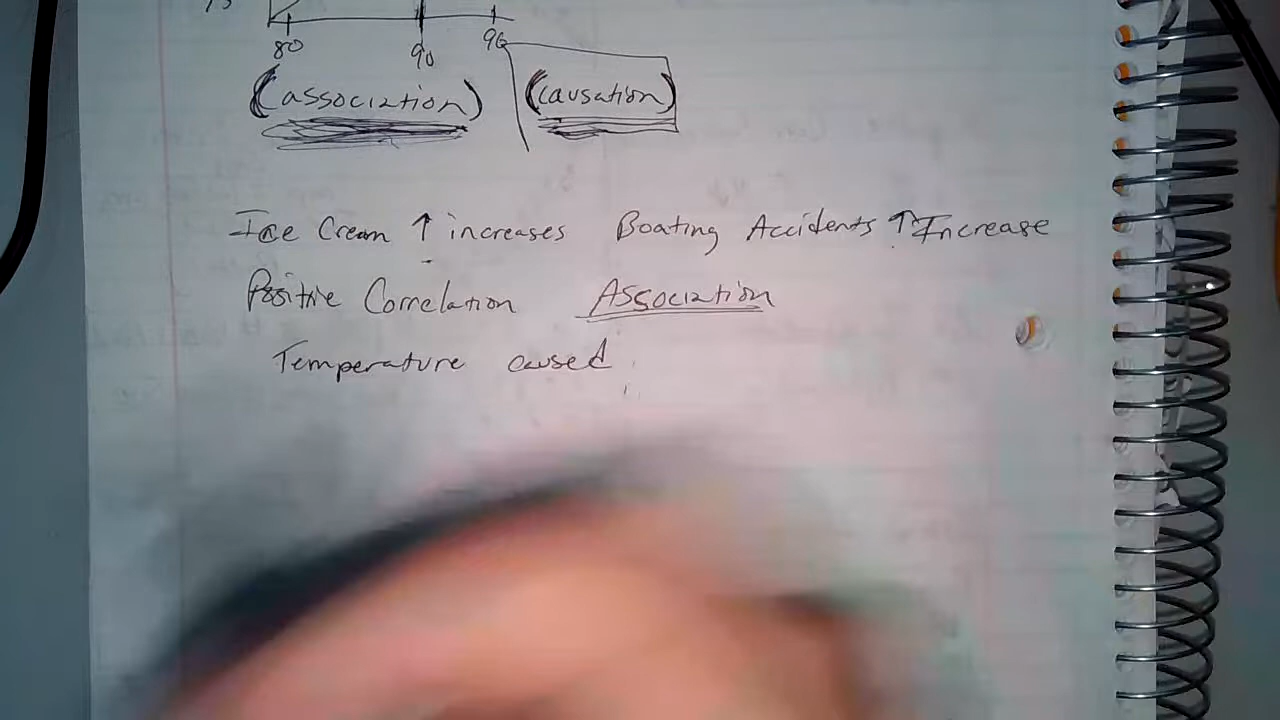 80 90 96
(association) (causation)
Ice Cream ↑ increases Boating Accidents ↑ Increase
Positive Correlation Association
Temperature caused